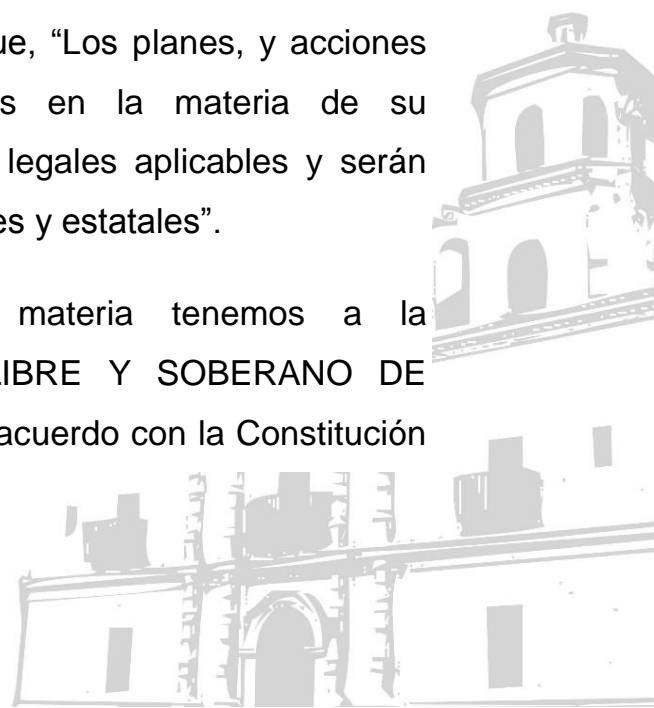 ue, “Los planes, y acciones
s en la materia de su
legales aplicables y serán
es y estatales”.
materia tenemos a la
LIBRE Y SOBERANO DE
acuerdo con la Constitución